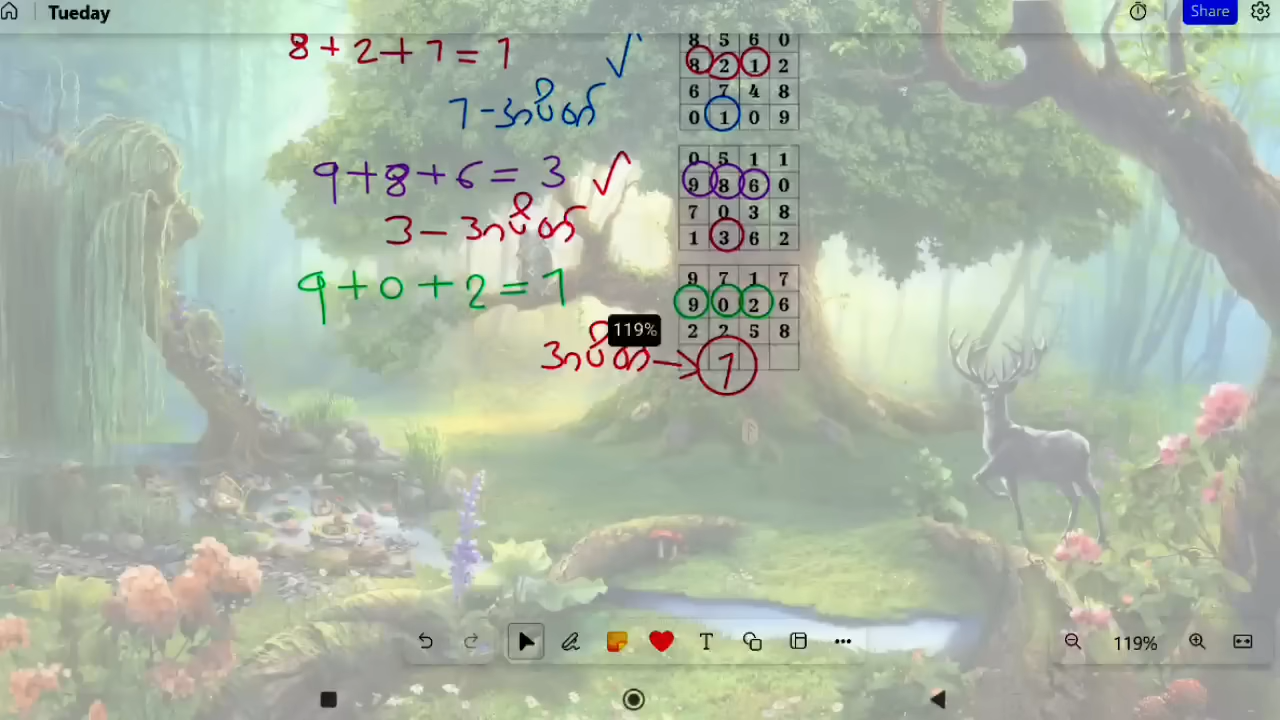 Tueday
Share
8+2+1=1 ✓
1-အပိတ်
9+8+6=3 ✓
3-အပိတ်
9+0+2=1
အပိတ် → 1
8 5 6 0
8 2 1 2
6 7 4 8
0 1 0 9
0 5 1 1
9 8 6 0
7 0 3 8
1 3 6 2
9 7 1 7
9 0 2 6
2 2 5 8
119%
T
119%